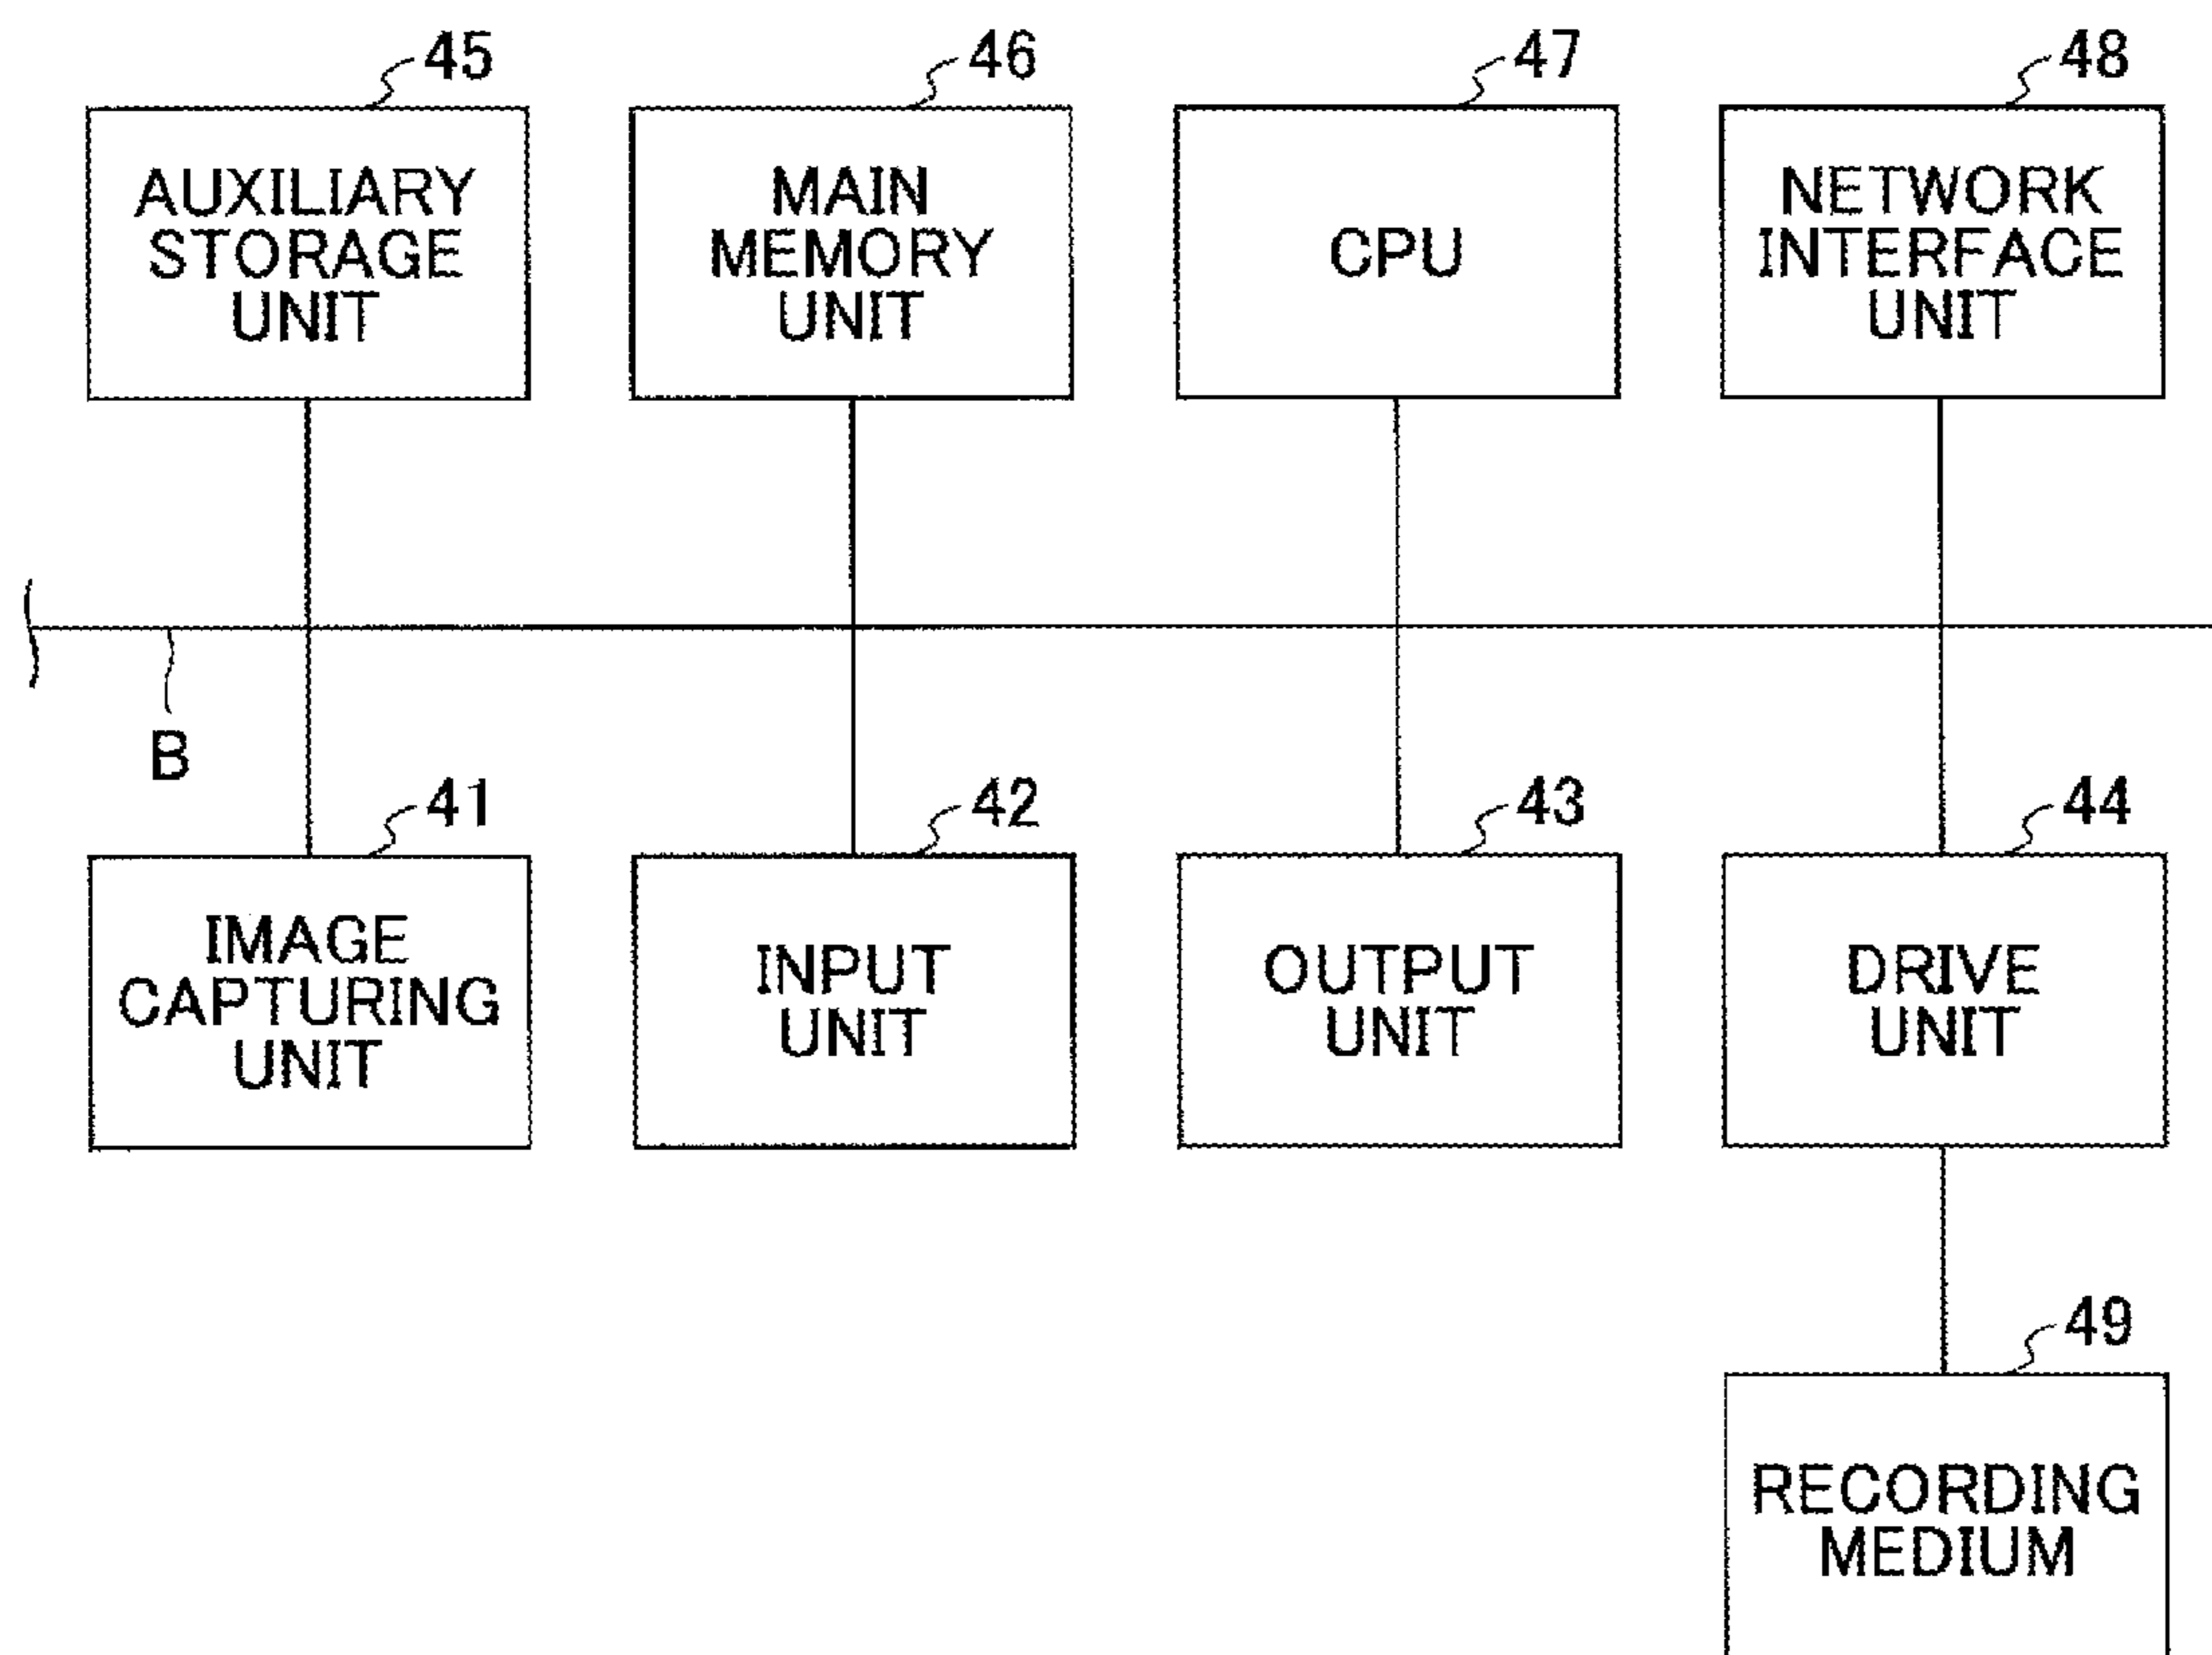 45
AUXILIARY
STORAGE
UNIT
46
MAIN
MEMORY
UNIT
47
CPU
48
NETWORK
INTERFACE
UNIT
B
41
IMAGE
CAPTURING
UNIT
42
INPUT
UNIT
43
OUTPUT
UNIT
44
DRIVE
UNIT
49
RECORDING
MEDIUM